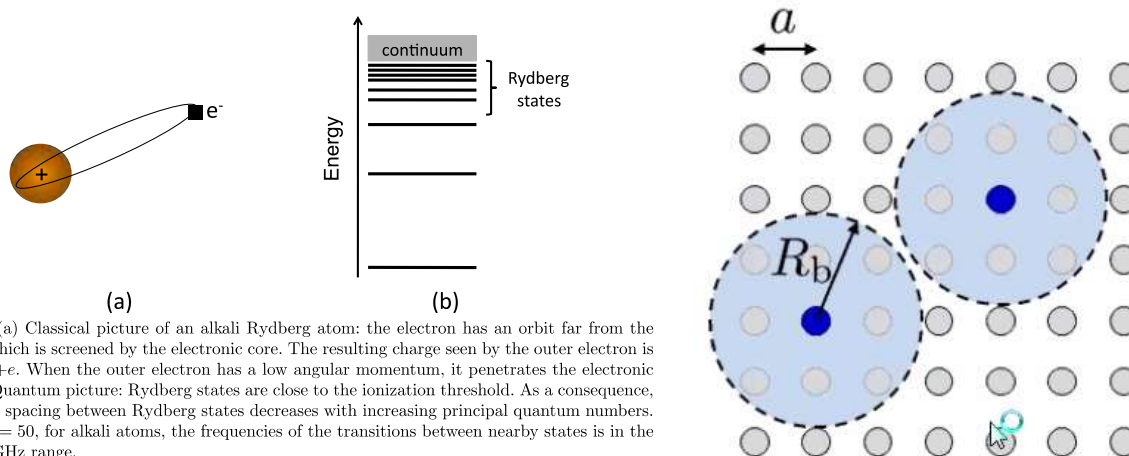 a
continuum
Rydberg
states
Energy
e-
+
R_b
(a)
(b)
(a) Classical picture of an alkali Rydberg atom: the electron has an orbit far from the
which is screened by the electronic core. The resulting charge seen by the outer electron is
+e. When the outer electron has a low angular momentum, it penetrates the electronic
Quantum picture: Rydberg states are close to the ionization threshold. As a consequence,
spacing between Rydberg states decreases with increasing principal quantum numbers.
= 50, for alkali atoms, the frequencies of the transitions between nearby states is in the
GHz range.